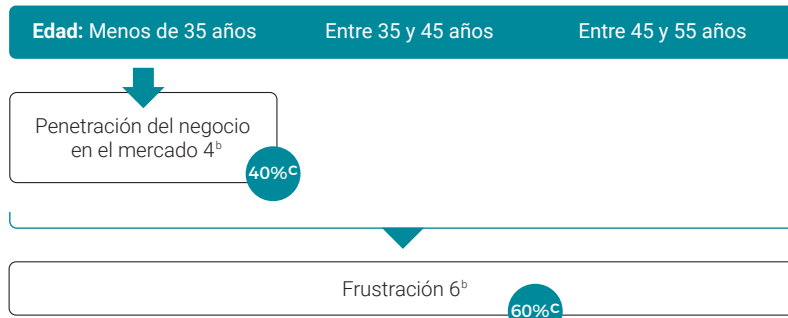 Edad: Menos de 35 años Entre 35 y 45 años Entre 45 y 55 años
Penetración del negocio
en el mercado 4ᵇ
40%ᶜ
Frustración 6ᵇ
60%ᶜ